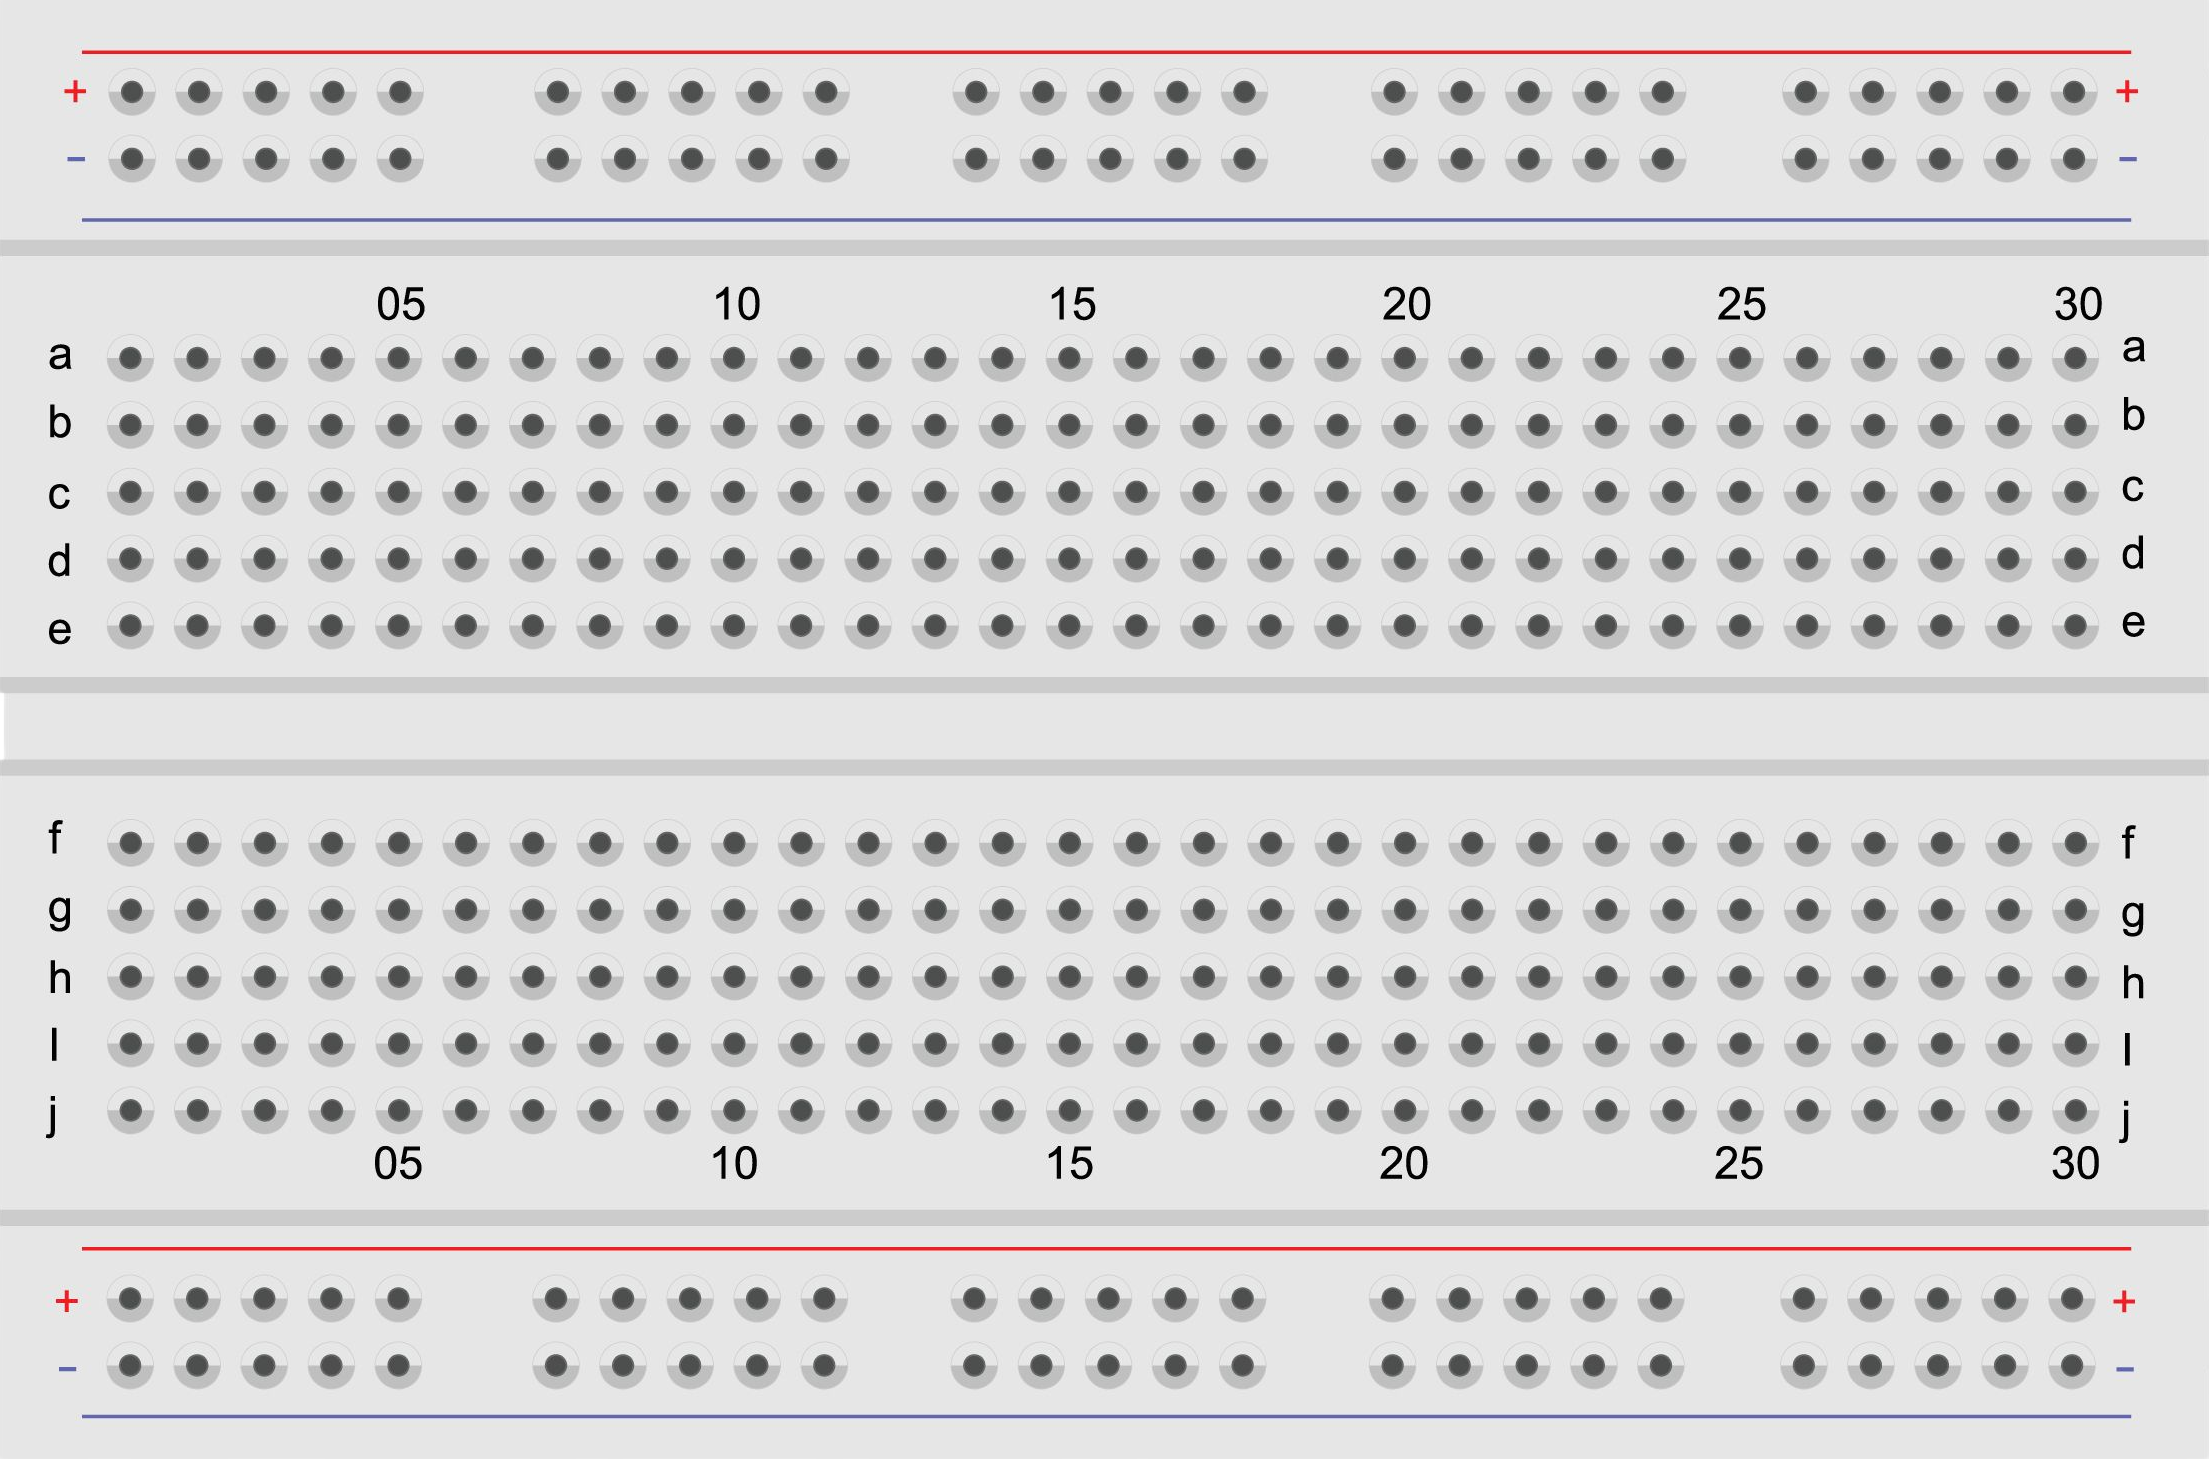 + +
– –
05 10 15 20 25 30
a a
b b
c c
d d
e e
f f
g g
h h
l l
j j
05 10 15 20 25 30
+ +
– –